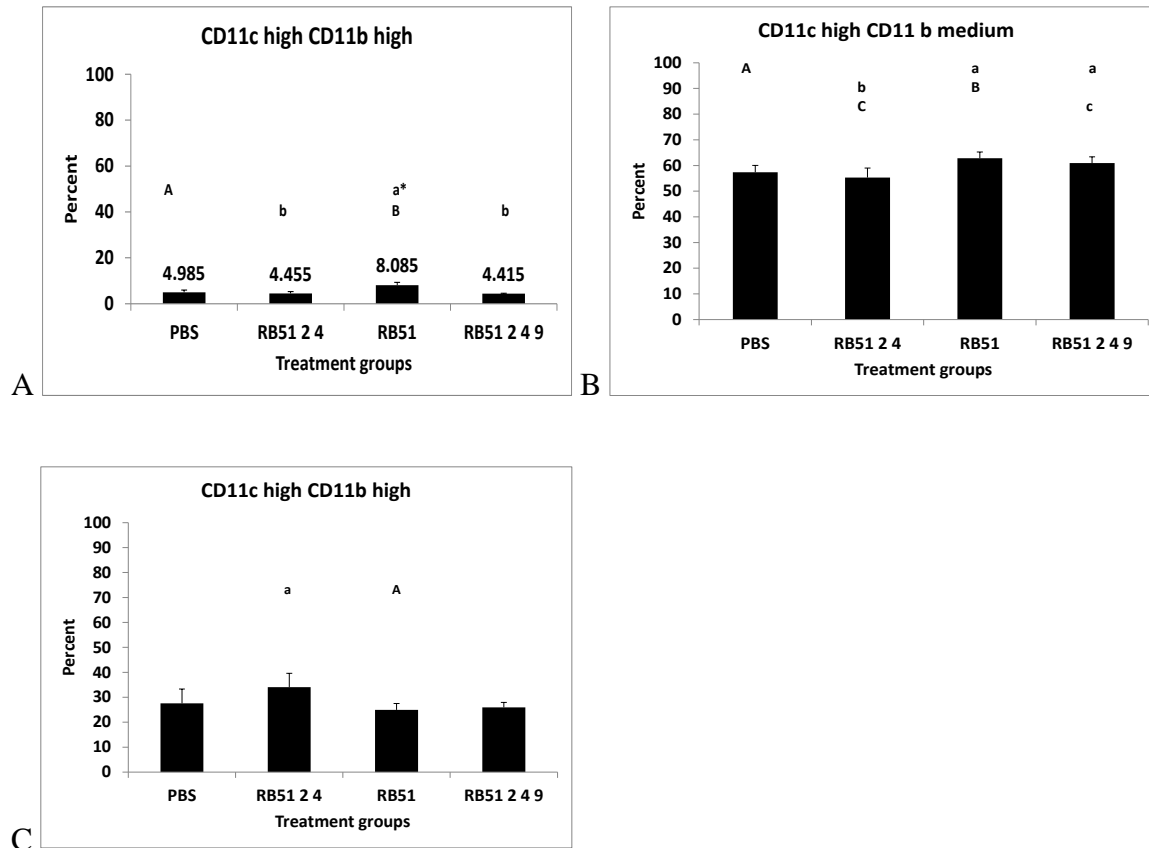 CD11c high CD11b high
100
80
60
40
20
0
Percent
A
b
a*
B
b
4.985 4.455 8.085 4.415
PBS RB51 2 4 RB51 RB51 2 4 9
Treatment groups
A
CD11c high CD11 b medium
100
90
80
70
60
50
40
30
20
10
0
Percent
A
b
C
a
B
a
c
PBS RB51 2 4 RB51 RB51 2 4 9
Treatment groups
B
CD11c high CD11b high
100
90
80
70
60
50
40
30
20
10
0
Percent
a
A
PBS RB51 2 4 RB51 RB51 2 4 9
Treatment groups
C